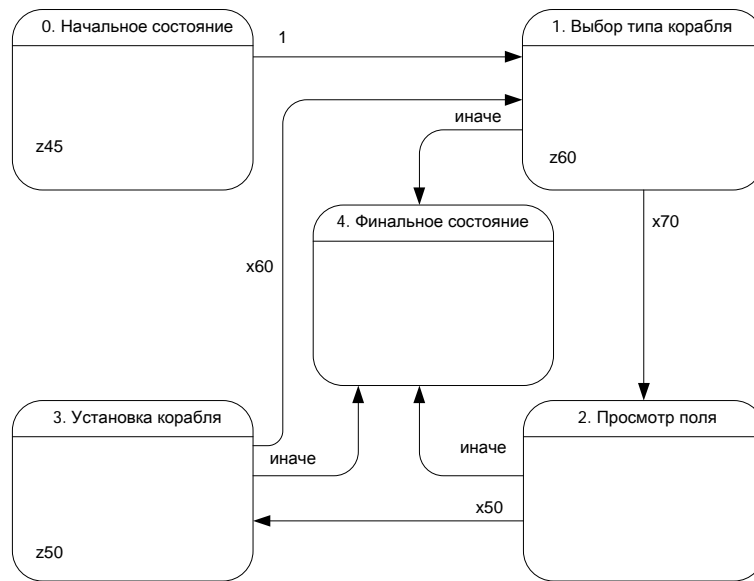 0. Начальное состояние
1
1. Выбор типа корабля
иначе
z45
z60
4. Финальное состояние
x70
x60
3. Установка корабля
2. Просмотр поля
иначе
иначе
x50
z50